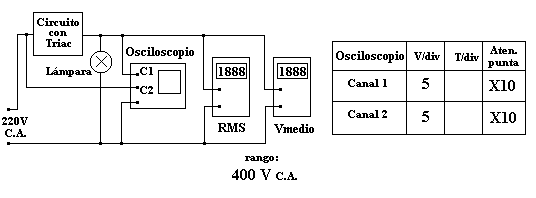 Circuito
con
Triac
Lámpara
Osciloscopio
C1
C2
1888
1888
220V
C.A.
RMS
Vmedio
rango:
400 V C.A.
Osciloscopio V/div T/div Aten. punta
Canal 1 5 X10
Canal 2 5 X10